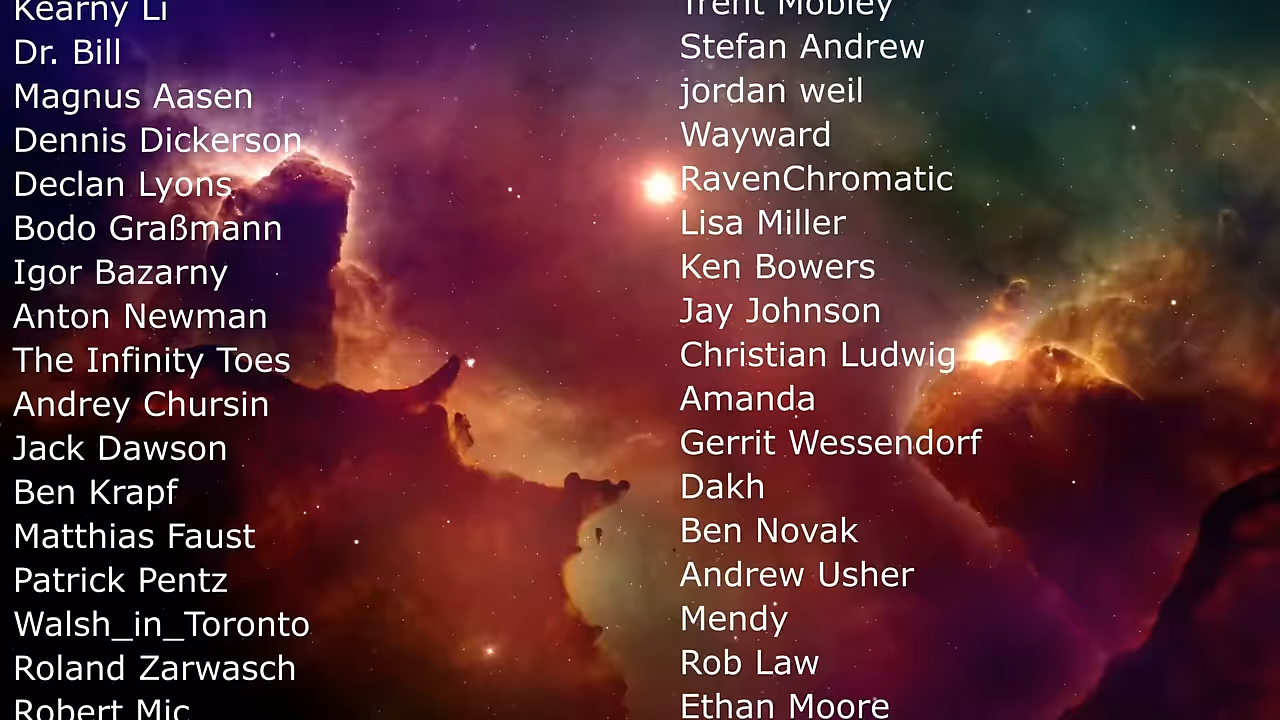 Kearny Li
Dr. Bill
Magnus Aasen
Dennis Dickerson
Declan Lyons
Bodo Graßmann
Igor Bazarny
Anton Newman
The Infinity Toes
Andrey Chursin
Jack Dawson
Ben Krapf
Matthias Faust
Patrick Pentz
Walsh_in_Toronto
Roland Zarwasch
Robert Mic
Trent Mobley
Stefan Andrew
jordan weil
Wayward
RavenChromatic
Lisa Miller
Ken Bowers
Jay Johnson
Christian Ludwig
Amanda
Gerrit Wessendorf
Dakh
Ben Novak
Andrew Usher
Mendy
Rob Law
Ethan Moore